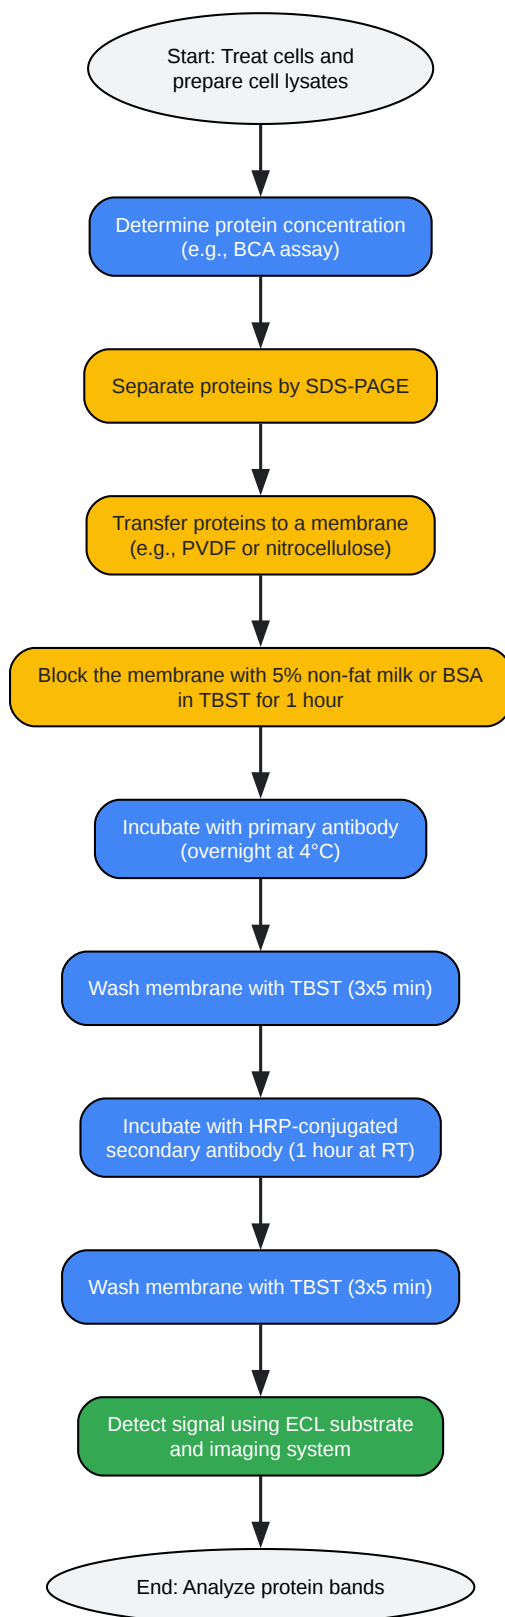 Start: Treat cells and
prepare cell lysates
Determine protein concentration
(e.g., BCA assay)
Separate proteins by SDS-PAGE
Transfer proteins to a membrane
(e.g., PVDF or nitrocellulose)
Block the membrane with 5% non-fat milk or BSA
in TBST for 1 hour
Incubate with primary antibody
(overnight at 4°C)
Wash membrane with TBST (3x5 min)
Incubate with HRP-conjugated
secondary antibody (1 hour at RT)
Wash membrane with TBST (3x5 min)
Detect signal using ECL substrate
and imaging system
End: Analyze protein bands